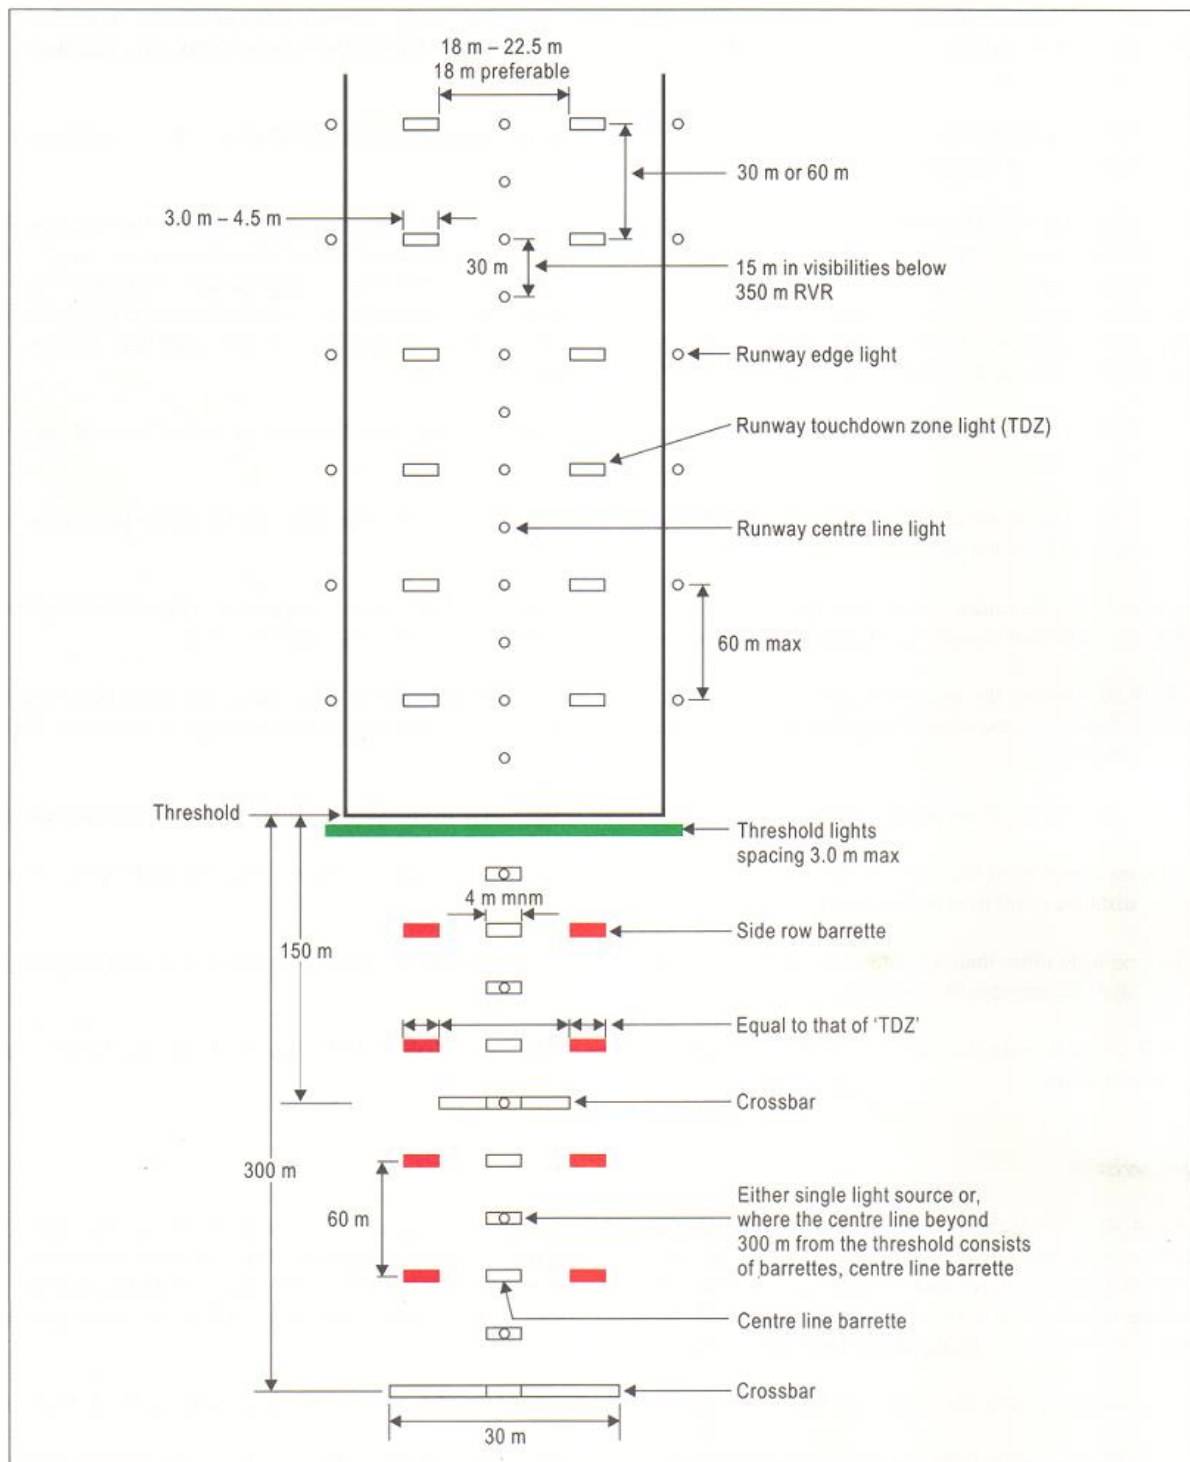 18 m – 22.5 m
18 m preferable
30 m or 60 m
3.0 m – 4.5 m
30 m
15 m in visibilities below
350 m RVR
Runway edge light
Runway touchdown zone light (TDZ)
Runway centre line light
60 m max
Threshold
Threshold lights
spacing 3.0 m max
4 m mnm
Side row barrette
150 m
Equal to that of ‘TDZ’
Crossbar
300 m
60 m
Either single light source or,
where the centre line beyond
300 m from the threshold consists
of barrettes, centre line barrette
Centre line barrette
Crossbar
30 m